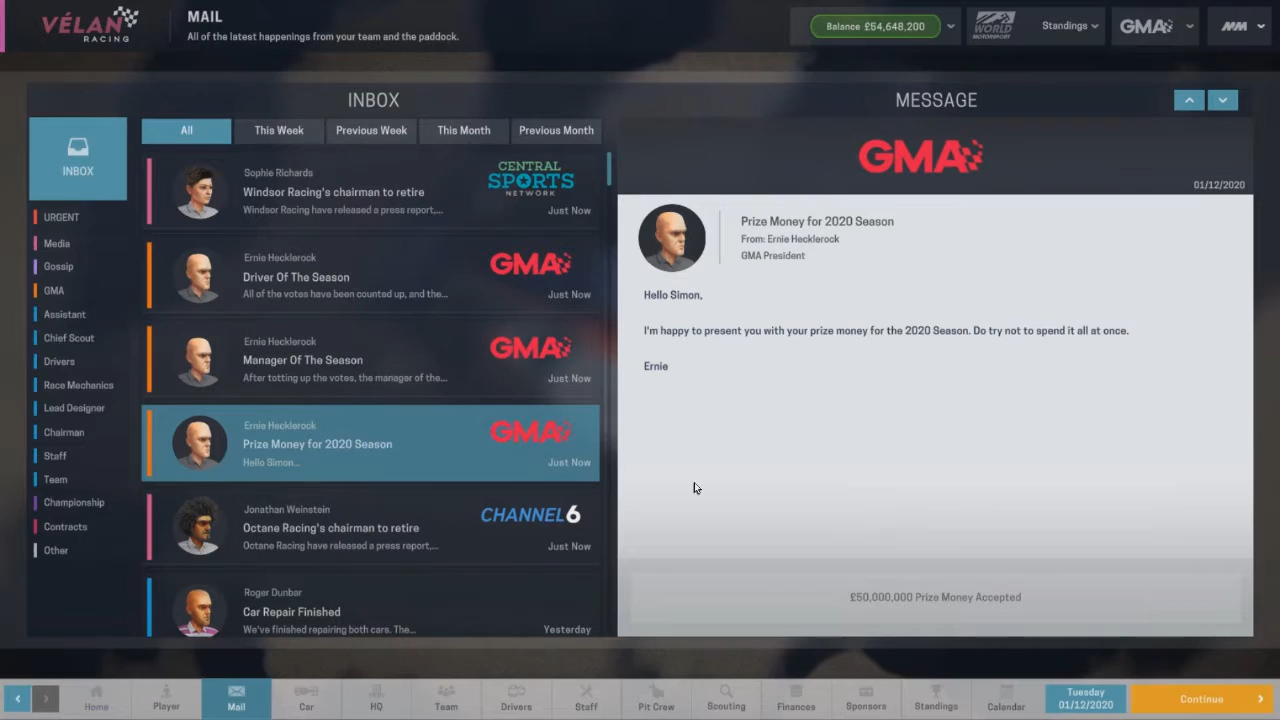 VÉLAN
RACING
MAIL
All of the latest happenings from your team and the paddock.
Balance £54,648,200
WORLD
MOTORSPORT
Standings
GMA
INBOX
INBOX
URGENT
Media
Gossip
GMA
Assistant
Chief Scout
Drivers
Race Mechanics
Lead Designer
Chairman
Staff
Team
Championship
Contracts
Other
All
This Week
Previous Week
This Month
Previous Month
Sophie Richards
Windsor Racing's chairman to retire
Windsor Racing have released a press report,...
CENTRAL
SPORTS
NETWORK
Just Now
Ernie Hecklerock
Driver Of The Season
All of the votes have been counted up, and the...
GMA
Just Now
Ernie Hecklerock
Manager Of The Season
After totting up the votes, the manager of the...
GMA
Just Now
Ernie Hecklerock
Prize Money for 2020 Season
Hello Simon...
GMA
Just Now
Jonathan Weinstein
Octane Racing's chairman to retire
Octane Racing have released a press report,...
CHANNEL6
Just Now
Roger Dunbar
Car Repair Finished
We've finished repairing both cars. The...
Yesterday
MESSAGE
GMA
01/12/2020
Prize Money for 2020 Season
From: Ernie Hecklerock
GMA President
Hello Simon,
I'm happy to present you with your prize money for the 2020 Season. Do try not to spend it all at once.
Ernie
£50,000,000 Prize Money Accepted
Home
Player
Mail
Car
HQ
Team
Drivers
Staff
Pit Crew
Scouting
Finances
Sponsors
Standings
Calendar
Tuesday
01/12/2020
Continue